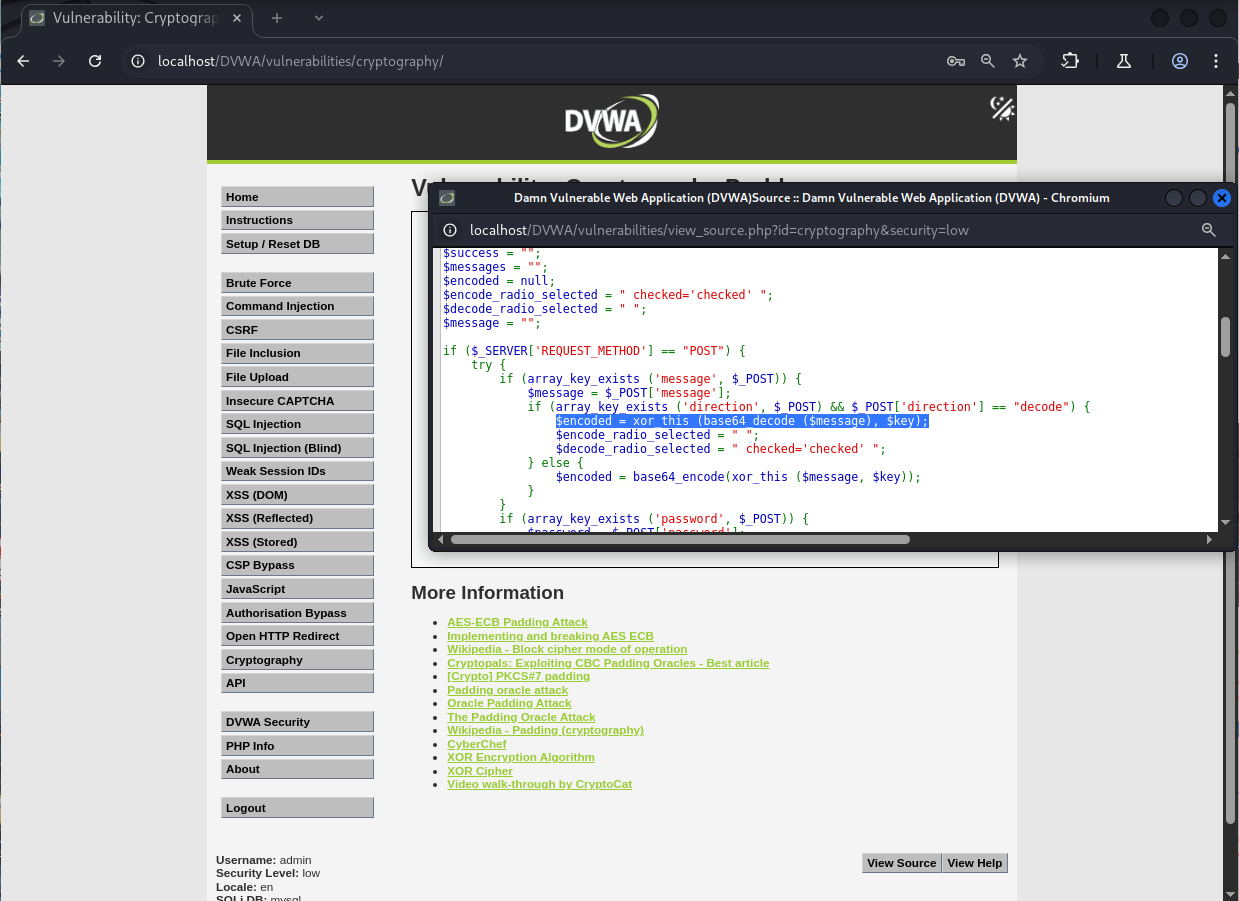 Vulnerability: Cryptograp
localhost/DVWA/vulnerabilities/cryptography/
DVWA
Home
Instructions
Setup / Reset DB
Brute Force
Command Injection
CSRF
File Inclusion
File Upload
Insecure CAPTCHA
SQL Injection
SQL Injection (Blind)
Weak Session IDs
XSS (DOM)
XSS (Reflected)
XSS (Stored)
CSP Bypass
JavaScript
Authorisation Bypass
Open HTTP Redirect
Cryptography
API
DVWA Security
PHP Info
About
Logout
Damn Vulnerable Web Application (DVWA)Source :: Damn Vulnerable Web Application (DVWA) - Chromium
localhost/DVWA/vulnerabilities/view_source.php?id=cryptography&security=low
$success = "";
$messages = "";
$encoded = null;
$encode_radio_selected = " checked='checked' ";
$decode_radio_selected = " ";
$message = "";
if ($_SERVER['REQUEST_METHOD'] == "POST") {
try {
if (array_key_exists ('message', $_POST)) {
$message = $_POST['message'];
if (array_key_exists ('direction', $_POST) && $_POST['direction'] == "decode") {
$encoded = xor_this (base64_decode ($message), $key);
$encode_radio_selected = " ";
$decode_radio_selected = " checked='checked' ";
} else {
$encoded = base64_encode(xor_this ($message, $key));
}
}
if (array_key_exists ('password', $_POST)) {
$password = $_POST['password'];
More Information
AES-ECB Padding Attack
Implementing and breaking AES ECB
Wikipedia - Block cipher mode of operation
Cryptopals: Exploiting CBC Padding Oracles - Best article
[Crypto] PKCS#7 padding
Padding oracle attack
Oracle Padding Attack
The Padding Oracle Attack
Wikipedia - Padding (cryptography)
CyberChef
XOR Encryption Algorithm
XOR Cipher
Video walk-through by CryptoCat
Username: admin
Security Level: low
Locale: en
SQLi DB: mysql
View Source
View Help